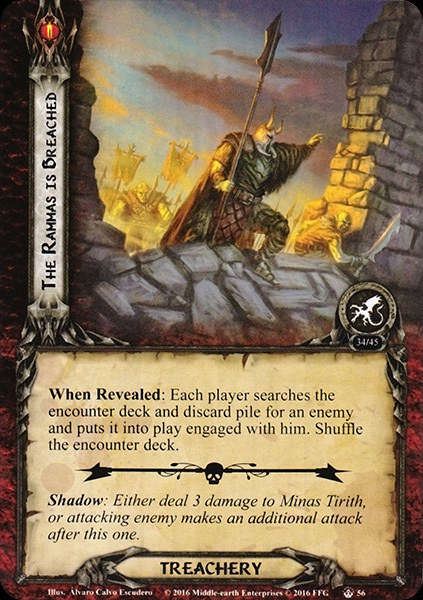 THE RAMMAS IS BREACHED
34/45
When Revealed: Each player searches the
encounter deck and discard pile for an enemy
and puts it into play engaged with him. Shuffle
the encounter deck.
Shadow: Either deal 3 damage to Minas Tirith,
or attacking enemy makes an additional attack
after this one.
TREACHERY
Illus. Álvaro Calvo Escudero © 2016 Middle-earth Enterprises © 2016 FFG 56